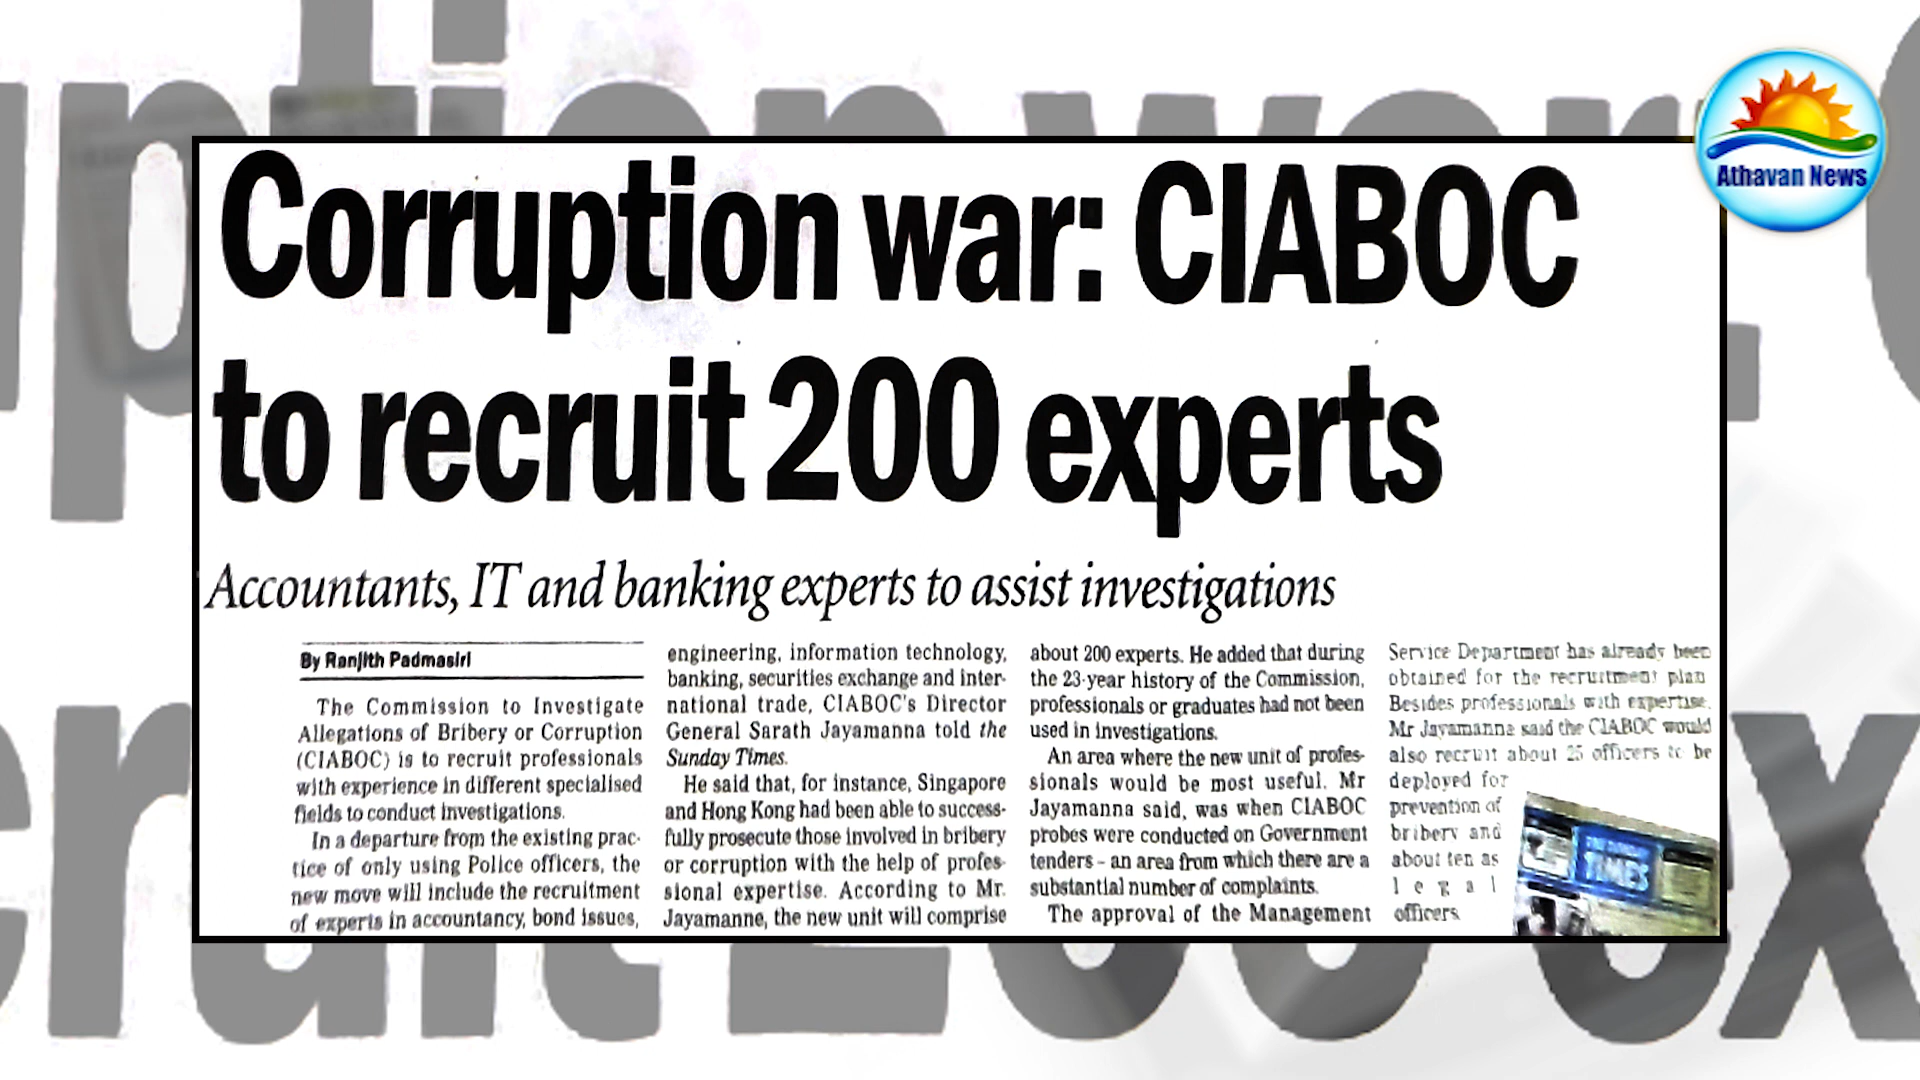 Athavan News
Corruption war: CIABOC
to recruit 200 experts
Accountants, IT and banking experts to assist investigations
By Ranjith Padmasiri
The Commission to Investigate
Allegations of Bribery or Corruption
(CIABOC) is to recruit professionals
with experience in different specialised
fields to conduct investigations.
In a departure from the existing prac-
tice of only using Police officers, the
new move will include the recruitment
of experts in accountancy, bond issues,
engineering, information technology,
banking, securities exchange and inter-
national trade, CIABOC's Director
General Sarath Jayamanna told the
Sunday Times.
He said that, for instance, Singapore
and Hong Kong had been able to success-
fully prosecute those involved in bribery
or corruption with the help of profes-
sional expertise. According to Mr.
Jayamanne, the new unit will comprise
about 200 experts. He added that during
the 23-year history of the Commission,
professionals or graduates had not been
used in investigations.
An area where the new unit of profes-
sionals would be most useful, Mr
Jayamanna said, was when CIABOC
probes were conducted on Government
tenders - an area from which there are a
substantial number of complaints.
The approval of the Management
Service Department has already been
obtained for the recruitment plan
Besides professionals with expertise,
Mr Jayamanna said the CIABOC would
also recruit about 25 officers to be
deployed for
prevention of
bribery and
about ten as
legal
officers
TIMES